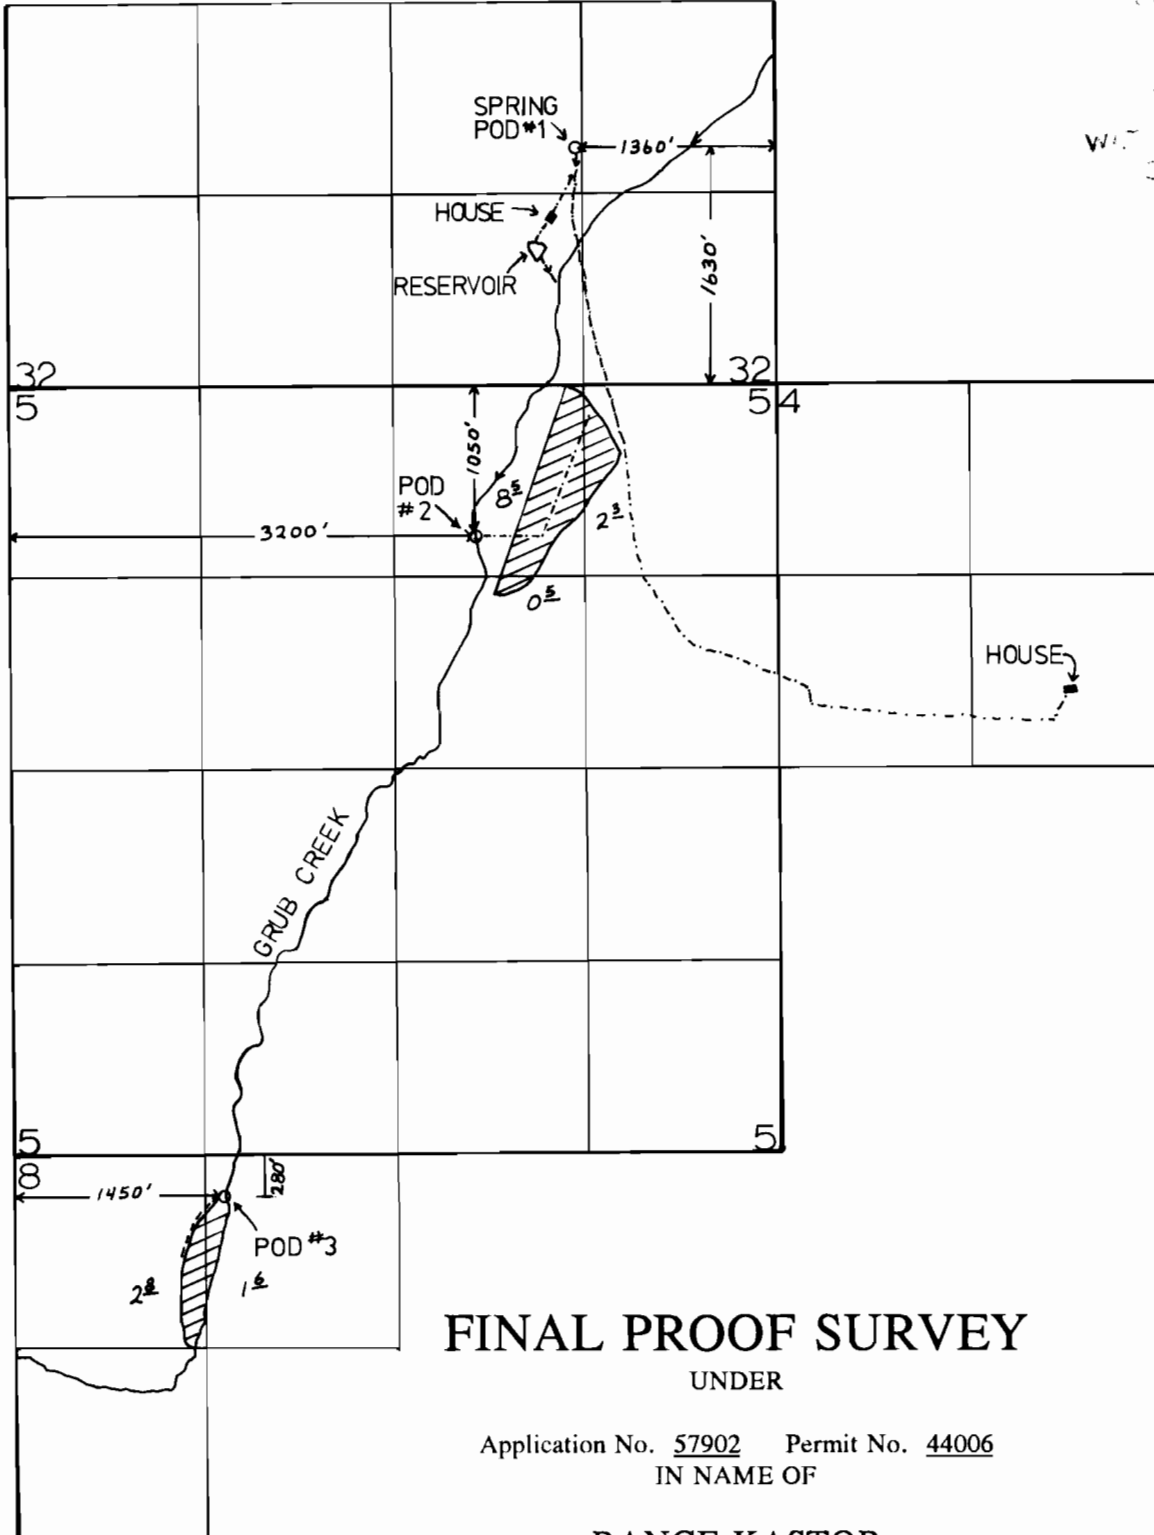 SPRING
POD #1
1360'
HOUSE
RESERVOIR
1630'
32
32
5
5
4
1050'
POD
#2
8 5
2 3
3200'
0 5
HOUSE
GRUB CREEK
5
5
8
1450'
280'
POD #3
2 8
1 6
FINAL PROOF SURVEY
UNDER
Application No. 57902 Permit No. 44006
IN NAME OF